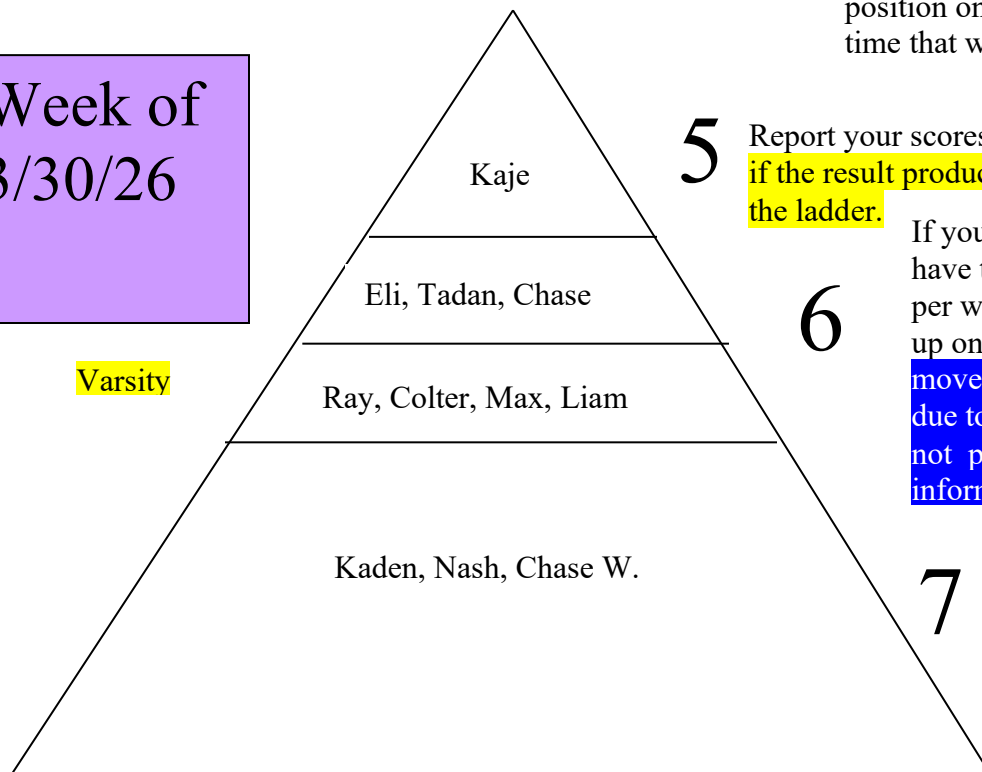 position on
time that w
Week of
3/30/26
5
Report your scores
if the result produc
the ladder.
Kaje
If you
have t
per w
up on
move
due to
not p
inform
6
Eli, Tadan, Chase
Varsity
Ray, Colter, Max, Liam
Kaden, Nash, Chase W.
7